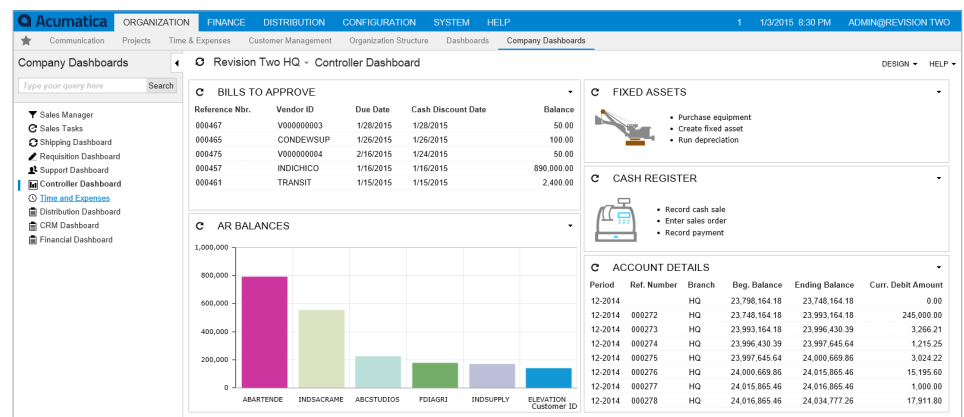 Acumatica ORGANIZATION FINANCE DISTRIBUTION CONFIGURATION SYSTEM HELP 1 1/3/2015 8:30 PM ADMIN@REVISION TWO
Communication Projects Time & Expenses Customer Management Organization Structure Dashboards Company Dashboards
Company Dashboards
Type your query here Search
Sales Manager
Sales Tasks
Shipping Dashboard
Requisition Dashboard
Support Dashboard
Controller Dashboard
Time and Expenses
Distribution Dashboard
CRM Dashboard
Financial Dashboard
Revision Two HQ - Controller Dashboard DESIGN HELP
BILLS TO APPROVE
Reference Nbr. Vendor ID Due Date Cash Discount Date Balance
000467 V000000003 1/28/2015 1/28/2015 50.00
000465 CONDEWSUP 1/26/2015 1/26/2015 100.00
000475 V000000004 2/16/2015 1/24/2015 50.00
000457 INDICHICO 1/16/2015 1/16/2015 890,000.00
000461 TRANSIT 1/15/2015 1/15/2015 2,400.00
AR BALANCES
1,000,000
800,000
600,000
400,000
200,000
0
ABARTENDE INDSACRAME ABCSTUDIOS FDIAGRI INDSUPPLY ELEVATION
Customer ID
FIXED ASSETS
Purchase equipment
Create fixed asset
Run depreciation
CASH REGISTER
Record cash sale
Enter sales order
Record payment
ACCOUNT DETAILS
Period Ref. Number Branch Beg. Balance Ending Balance Curr. Debit Amount
12-2014 HQ 23,798,164.18 23,748,164.18 0.00
12-2014 000272 HQ 23,748,164.18 23,993,164.18 245,000.00
12-2014 000273 HQ 23,993,164.18 23,996,430.39 3,266.21
12-2014 000274 HQ 23,996,430.39 23,997,645.64 1,215.25
12-2014 000275 HQ 23,997,645.64 24,000,669.86 3,024.22
12-2014 000276 HQ 24,000,669.86 24,015,865.46 15,195.60
12-2014 000277 HQ 24,015,865.46 24,016,865.46 1,000.00
12-2014 000278 HQ 24,016,865.46 24,034,777.26 17,911.80